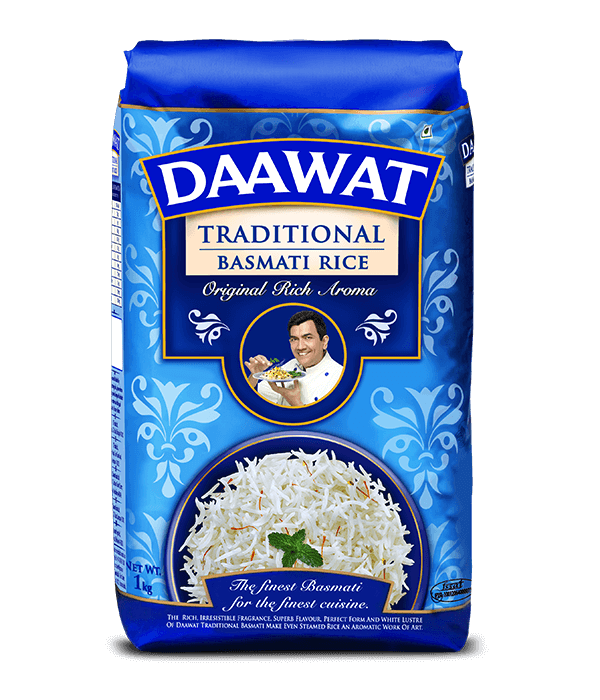 DAAWAT
TRADITIONAL
BASMATI RICE
Original Rich Aroma
NET WT.
1kg
The finest Basmati
for the finest cuisine.
THE RICH, IRRESISTIBLE FRAGRANCE, SUPERB FLAVOUR, PERFECT FORM AND WHITE LUSTRE
OF DAAWAT TRADITIONAL BASMATI MAKE EVEN STEAMED RICE AN AROMATIC WORK OF ART.